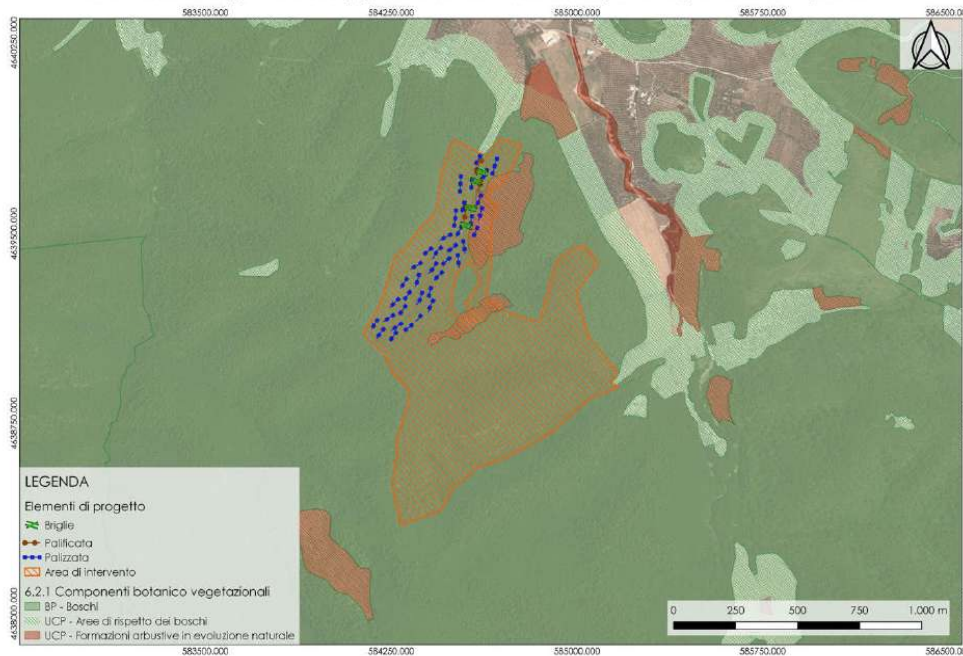 583500.000 584250.000 585000.000 585750.000 586500.000
4640250.000
4639500.000
4638750.000
4638000.000
LEGENDA
Elementi di progetto
Briglie
Palificata
Palizzata
Area di intervento
6.2.1 Componenti botanico vegetazionali
BP - Boschi
UCP - Aree di rispetto dei boschi
UCP - Formazioni arbustive in evoluzione naturale
0 250 500 750 1.000 m
583500.000 584250.000 585000.000 585750.000 586500.000